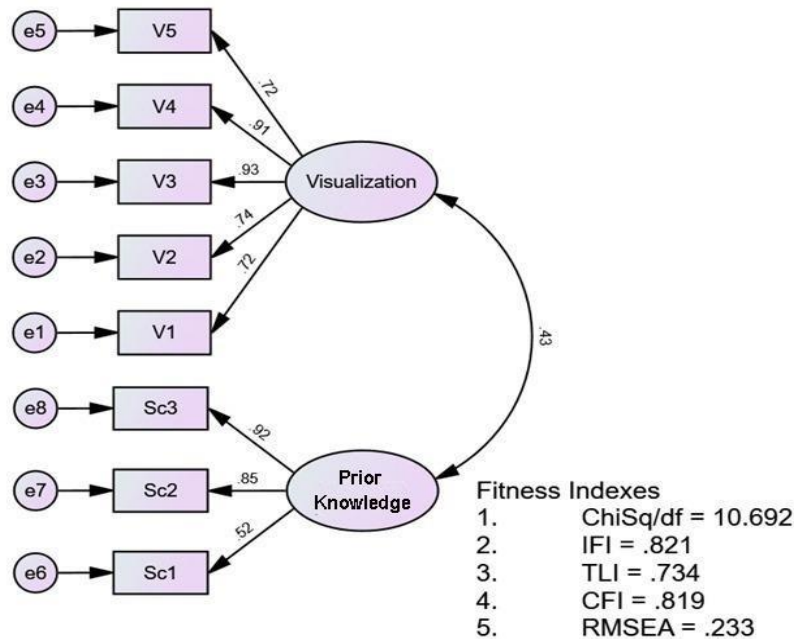 e5 V5
.72
e4 V4
.91
e3 V3 .93 Visualization
.74
e2 V2
.72
e1 V1
.43
e8 Sc3
.92
Prior
e7 Sc2 .85
Knowledge
.52
e6 Sc1
Fitness Indexes
1. ChiSq/df = 10.692
2. IFI = .821
3. TLI = .734
4. CFI = .819
5. RMSEA = .233